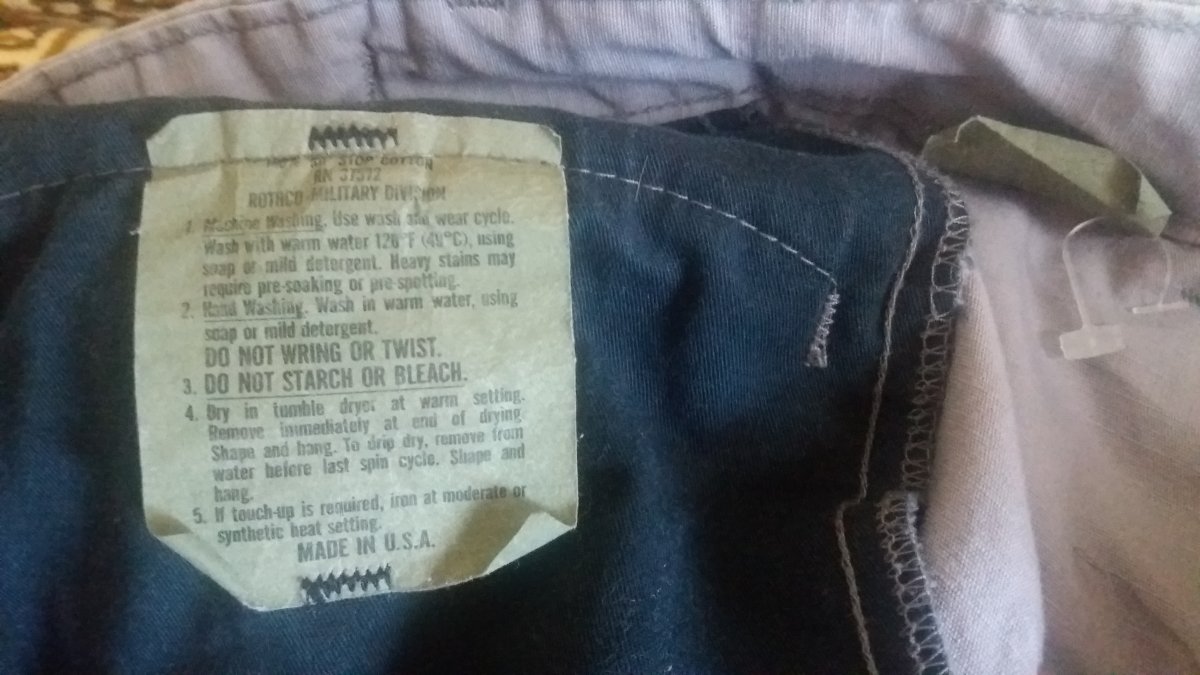 STOP COTTON
RN 37572
ROTHCO MILITARY DIVISION
1. Machine Washing. Use wash and wear cycle.
Wash with warm water 120°F (49°C), using
soap or mild detergent. Heavy stains may
require pre-soaking or pre-spotting.
2. Hand Washing. Wash in warm water, using
soap or mild detergent.
DO NOT WRING OR TWIST.
3. DO NOT STARCH OR BLEACH.
4. Dry in tumble dryer at warm setting.
Remove immediately at end of drying
Shape and hang. To drip dry, remove from
water before last spin cycle. Shape and
hang.
5. If touch-up is required, iron at moderate or
synthetic heat setting.
MADE IN U.S.A.